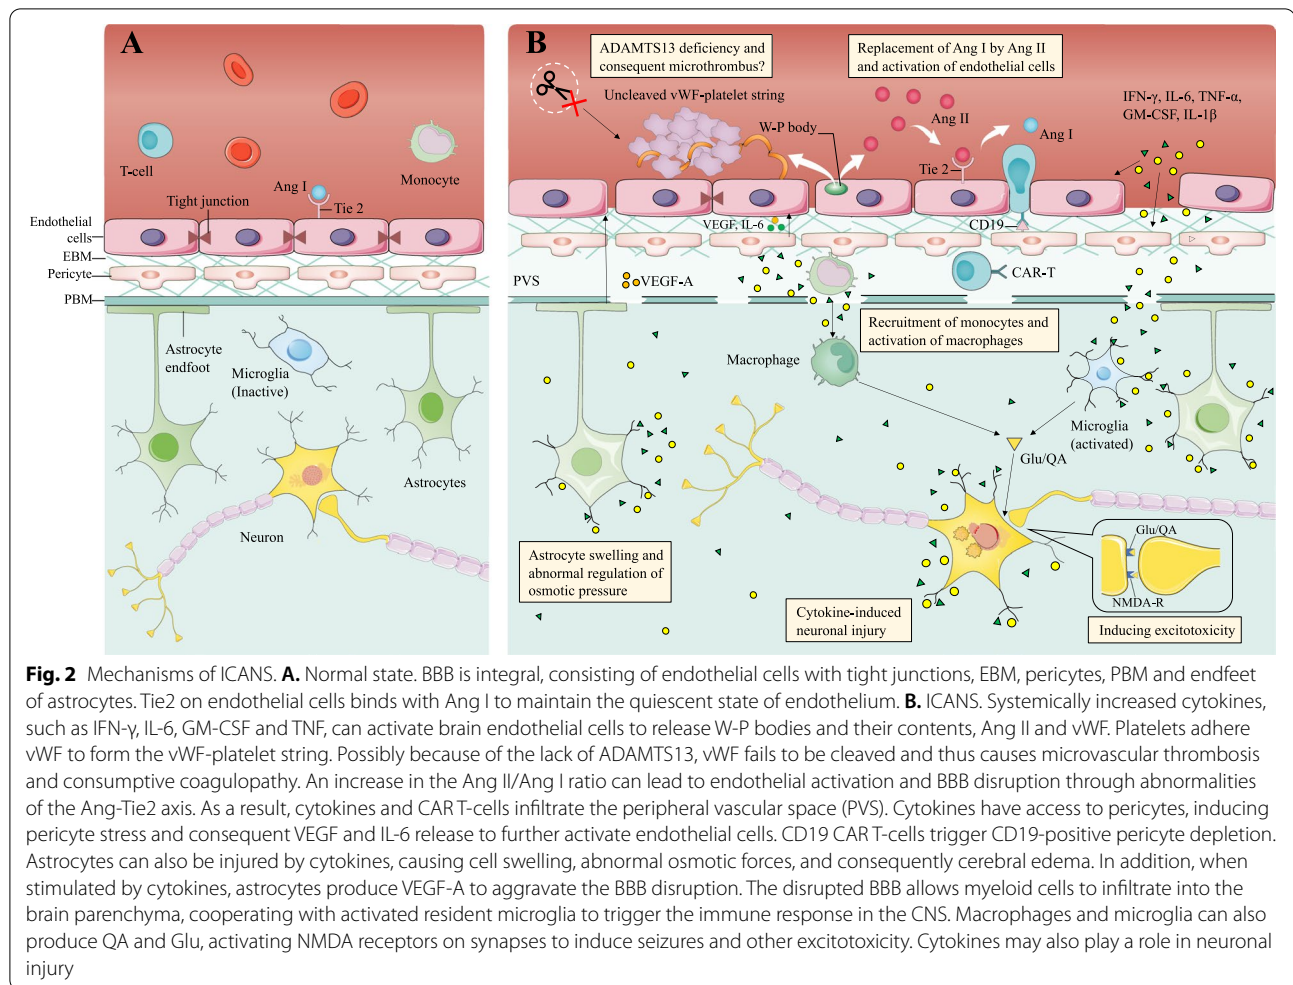 A
T-cell
Monocyte
Ang I
Tie 2
Tight junction
Endothelial
cells
EBM
Pericyte
PBM
Astrocyte
endfoot
Microglia
(Inactive)
Astrocytes
Neuron
B
ADAMTS13 deficiency and
consequent microthrombus?
Replacement of Ang I by Ang II
and activation of endothelial cells
Uncleaved vWF-platelet string
W-P body
Ang II
Ang I
Tie 2
IFN-γ, IL-6, TNF-α,
GM-CSF, IL-1β
VEGF, IL-6
CD19
PVS
VEGF-A
CAR-T
Recruitment of monocytes and
activation of macrophages
Macrophage
Microglia
(activated)
Glu/QA
Astrocyte swelling and
abnormal regulation of
osmotic pressure
Cytokine-induced
neuronal injury
Glu/QA
NMDA-R
Inducing excitotoxicity
Fig. 2 Mechanisms of ICANS. A. Normal state. BBB is integral, consisting of endothelial cells with tight junctions, EBM, pericytes, PBM and endfeet
of astrocytes. Tie2 on endothelial cells binds with Ang I to maintain the quiescent state of endothelium. B. ICANS. Systemically increased cytokines,
such as IFN-γ, IL-6, GM-CSF and TNF, can activate brain endothelial cells to release W-P bodies and their contents, Ang II and vWF. Platelets adhere
vWF to form the vWF-platelet string. Possibly because of the lack of ADAMTS13, vWF fails to be cleaved and thus causes microvascular thrombosis
and consumptive coagulopathy. An increase in the Ang II/Ang I ratio can lead to endothelial activation and BBB disruption through abnormalities
of the Ang-Tie2 axis. As a result, cytokines and CAR T-cells infiltrate the peripheral vascular space (PVS). Cytokines have access to pericytes, inducing
pericyte stress and consequent VEGF and IL-6 release to further activate endothelial cells. CD19 CAR T-cells trigger CD19-positive pericyte depletion.
Astrocytes can also be injured by cytokines, causing cell swelling, abnormal osmotic forces, and consequently cerebral edema. In addition, when
stimulated by cytokines, astrocytes produce VEGF-A to aggravate the BBB disruption. The disrupted BBB allows myeloid cells to infiltrate into the
brain parenchyma, cooperating with activated resident microglia to trigger the immune response in the CNS. Macrophages and microglia can also
produce QA and Glu, activating NMDA receptors on synapses to induce seizures and other excitotoxicity. Cytokines may also play a role in neuronal
injury